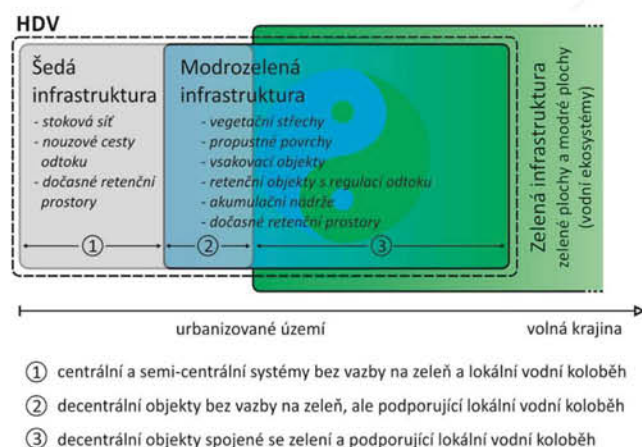 HDV
Šedá
infrastruktura
- stoková síť
- nouzové cesty
odtoku
- dočasné retenční
prostory
Modrozelená
infrastruktura
- vegetační střechy
- propustné povrchy
- vsakovací objekty
- retenční objekty s regulací odtoku
- akumulační nádrže
- dočasné retenční prostory
Zelená infrastruktura
zelené plochy a modré plochy
(vodní ekosystémy)
1
2
3
urbanizované území
volná krajina
1 centrální a semi-centrální systémy bez vazby na zeleň a lokální vodní koloběh
2 decentrální objekty bez vazby na zeleň, ale podporující lokální vodní koloběh
3 decentrální objekty spojené se zelení a podporující lokální vodní koloběh